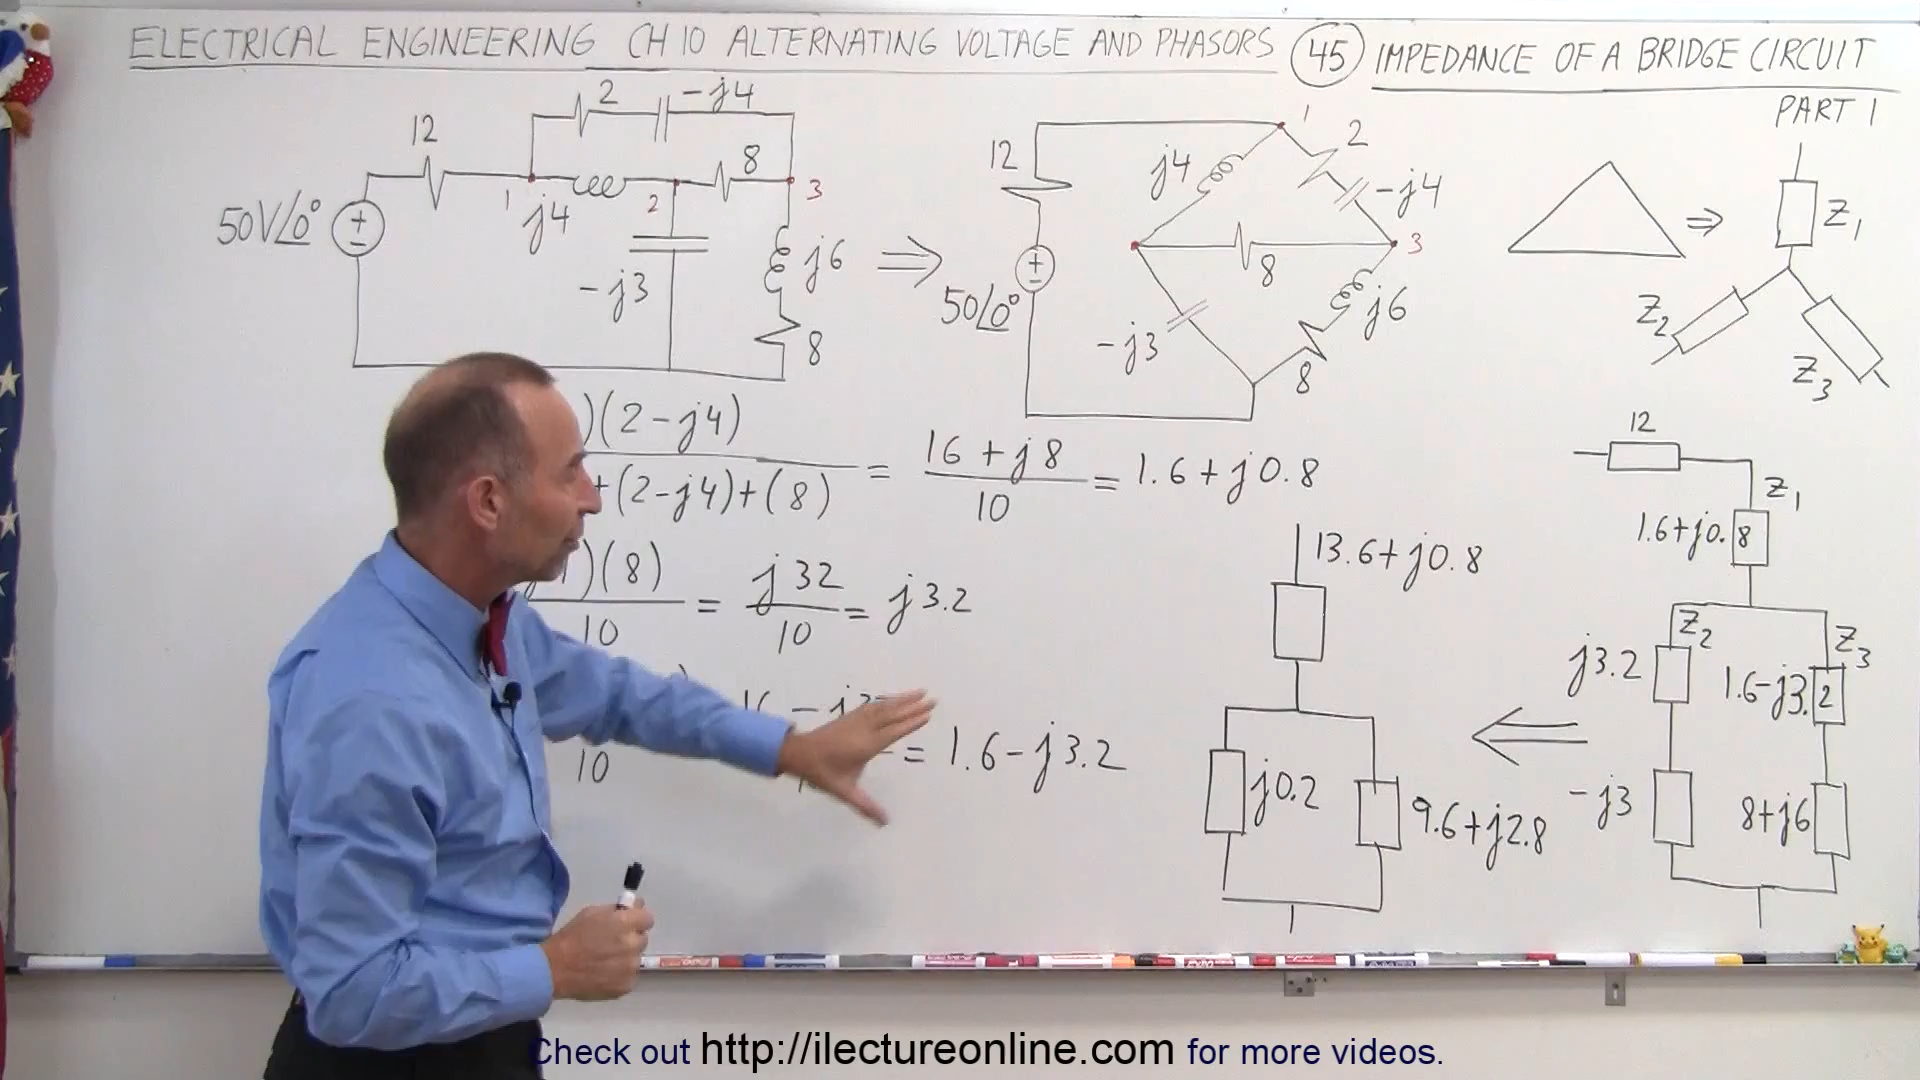 ELECTRICAL ENGINEERING CH 10 ALTERNATING VOLTAGE AND PHASORS 45 IMPEDANCE OF A BRIDGE CIRCUIT
PART 1
12
2
-j4
8
1
j4
2
3
50V∠0°
-j3
j6
8
⇒
12
1
2
j4
-j4
3
8
50∠0°
-j3
j6
8
⇒
Z1
Z2
Z3
)(2-j4)
+(2-j4)+(8)
= 16+j8 / 10 = 1.6+j0.8
)(8)
10
= j32 / 10 = j3.2
10
= 1.6-j3.2
13.6+j0.8
j0.2
9.6+j2.8
12
Z1
1.6+j0.8
Z2
Z3
j3.2
1.6-j3.2
-j3
8+j6
Check out http://ilectureonline.com for more videos.